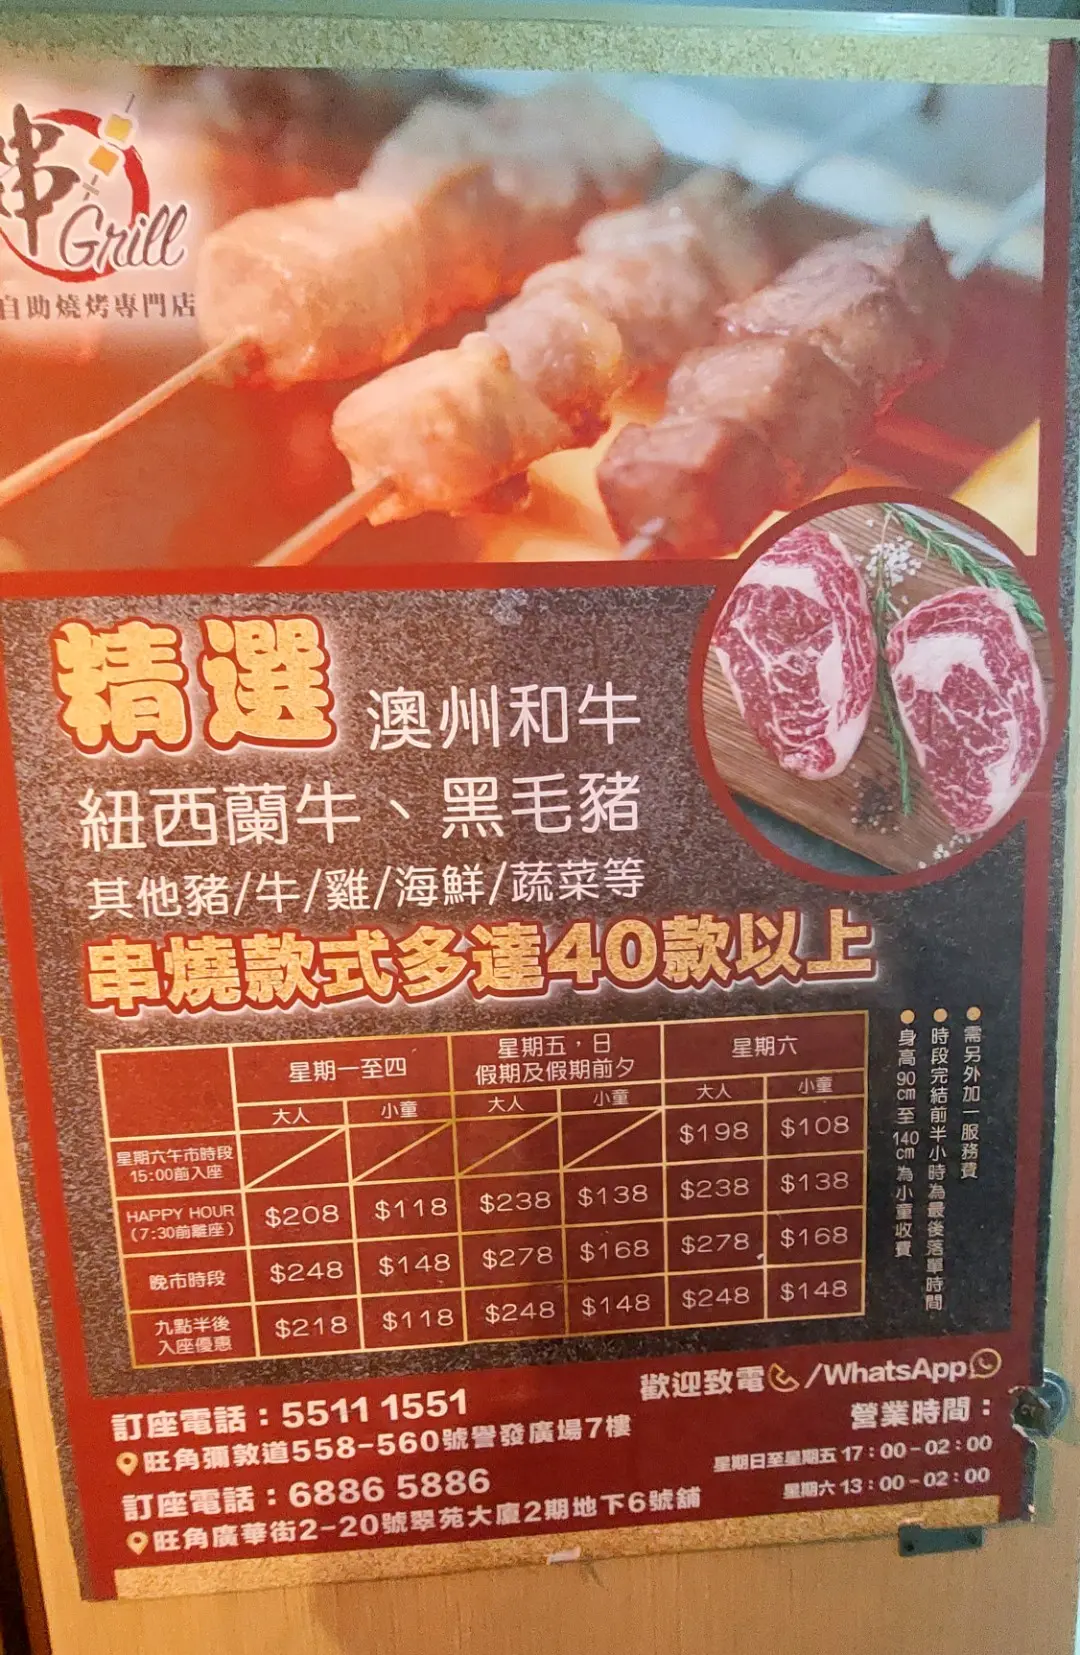 串
Grill
自助燒烤專門店
精選 澳州和牛
紐西蘭牛、黑毛豬
其他豬/牛/雞/海鮮/蔬菜等
串燒款式多達40款以上
星期一至四 星期五,日 假期及假期前夕 星期六
大人 小童 大人 小童 大人 小童
星期六午市時段 15:00前入座 $198 $108
HAPPY HOUR (7:30前離座) $208 $118 $238 $138 $238 $138
晚市時段 $248 $148 $278 $168 $278 $168
九點半後 入座優惠 $218 $118 $248 $148 $248 $148
需另外加一服務費
時段完結前半小時為最後落單時間
身高90cm至140cm為小童收費
歡迎致電/WhatsApp
訂座電話:5511 1551
旺角彌敦道558-560號譽發廣場7樓
訂座電話:6886 5886
旺角廣華街2-20號翠苑大廈2期地下6號舖
營業時間:
星期日至星期五 17:00-02:00
星期六 13:00-02:00